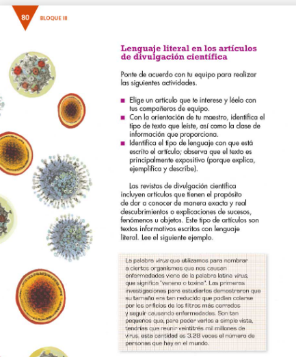 80 BLOQUE III
Lenguaje literal en los artículos
de divulgación científica
Ponte de acuerdo con tu equipo para realizar
las siguientes actividades.
■ Elige un artículo que te interese y léelo con
tus compañeros de equipo.
■ Con la orientación de tu maestro, identifica el
tipo de texto que leíste, así como la clase de
información que proporciona.
■ Identifica el tipo de lenguaje con que está
escrito el artículo; observa que el texto es
principalmente expositivo (porque explica,
ejemplifica y describe).
Las revistas de divulgación científica
incluyen artículos que tienen el propósito
de dar a conocer de manera exacta y real
descubrimientos o explicaciones de sucesos,
fenómenos u objetos. Este tipo de artículos son
textos informativos escritos con lenguaje
literal. Lee el siguiente ejemplo.
La palabra virus que utilizamos para nombrar
a ciertos organismos que nos causan
enfermedades viene de la palabra latina virus,
que significa "veneno o toxina". Las primeras
investigaciones para estudiarlos demostraron que
su tamaño era tan reducido que podían colarse
por los orificios de los filtros más cerrados
y seguir causando enfermedades. Son tan
pequeños que, para poder verlos a simple vista,
tendrías que reunir veintitrés mil millones de
virus, esta cantidad es 3.28 veces el número de
personas que hay en el mundo.